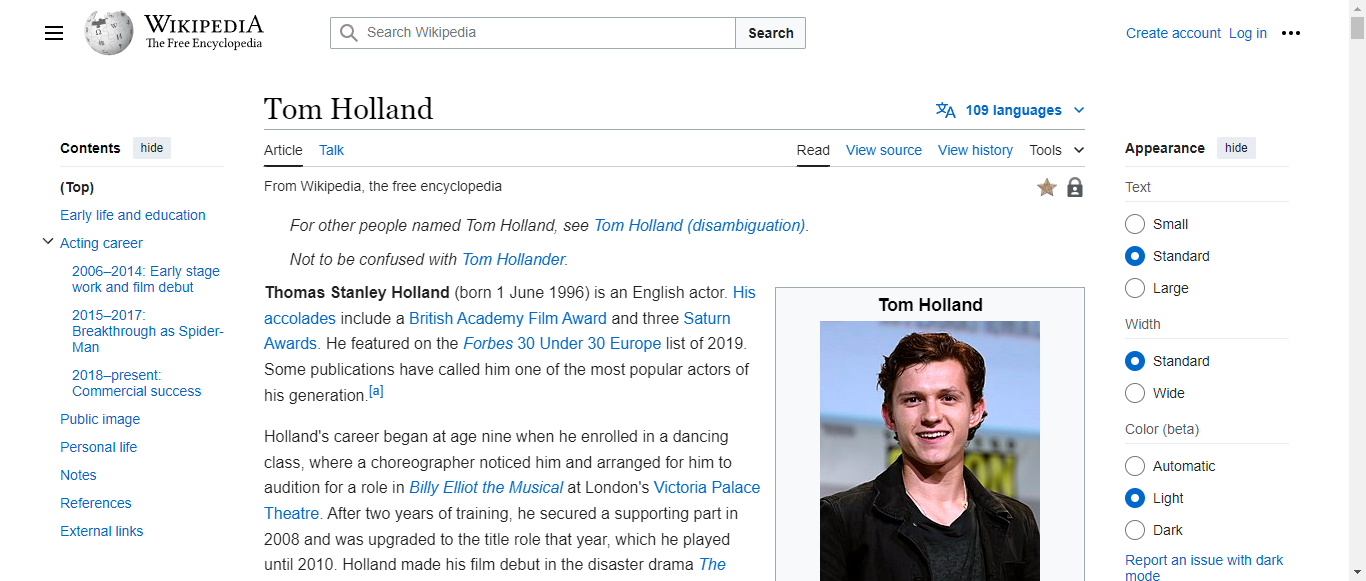 WIKIPEDIA
The Free Encyclopedia
Search Wikipedia
Search
Create account Log in
Tom Holland
109 languages
Contents hide
(Top)
Early life and education
Acting career
2006–2014: Early stage
work and film debut
2015–2017:
Breakthrough as Spider-
Man
2018–present:
Commercial success
Public image
Personal life
Notes
References
External links
Article Talk
Read View source View history Tools
From Wikipedia, the free encyclopedia
For other people named Tom Holland, see Tom Holland (disambiguation).
Not to be confused with Tom Hollander.
Thomas Stanley Holland (born 1 June 1996) is an English actor. His
accolades include a British Academy Film Award and three Saturn
Awards. He featured on the Forbes 30 Under 30 Europe list of 2019.
Some publications have called him one of the most popular actors of
his generation.[a]
Holland's career began at age nine when he enrolled in a dancing
class, where a choreographer noticed him and arranged for him to
audition for a role in Billy Elliot the Musical at London's Victoria Palace
Theatre. After two years of training, he secured a supporting part in
2008 and was upgraded to the title role that year, which he played
until 2010. Holland made his film debut in the disaster drama The
Tom Holland
Appearance hide
Text
Small
Standard
Large
Width
Standard
Wide
Color (beta)
Automatic
Light
Dark
Report an issue with dark
mode